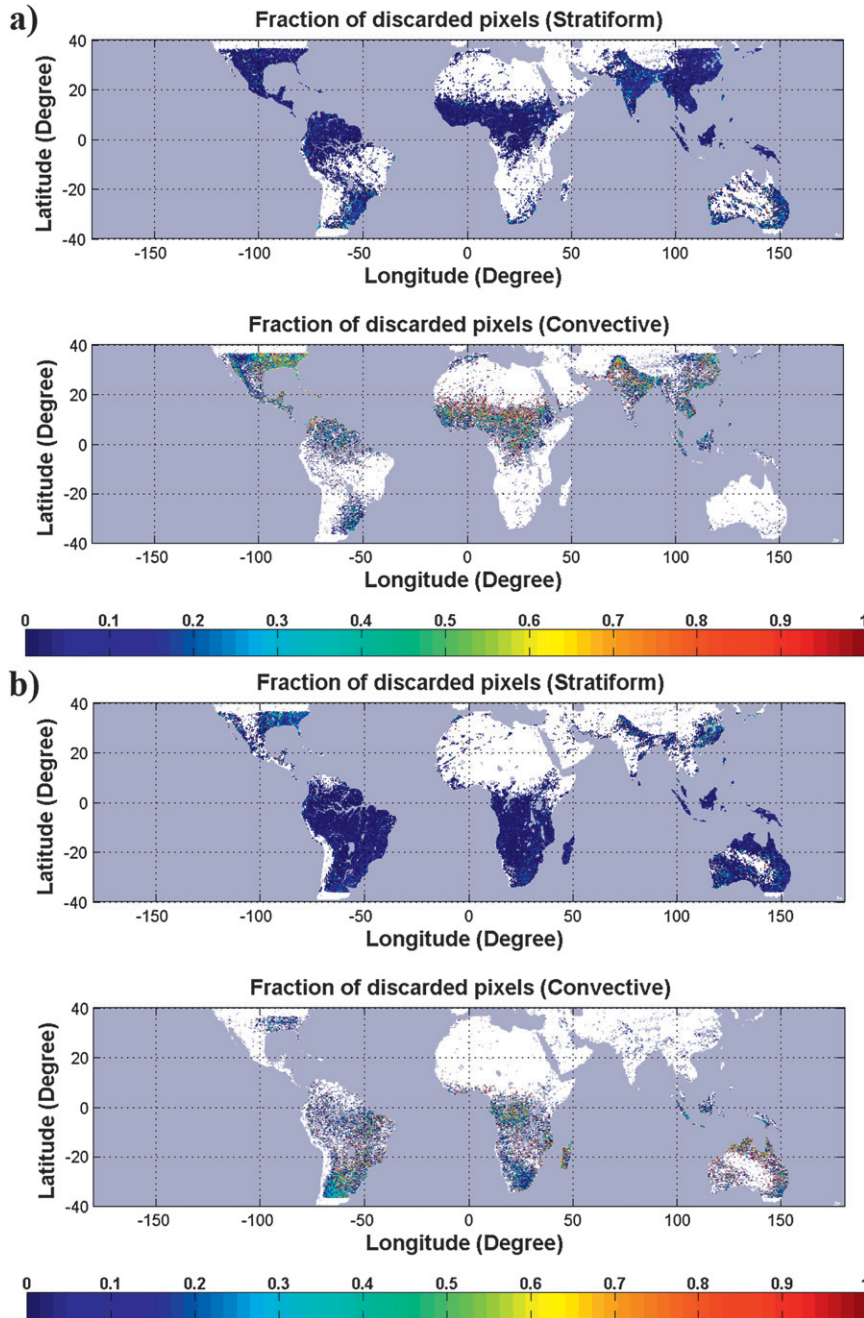 a)
Fraction of discarded pixels (Stratiform)
40
20
0
-20
-40
Latitude (Degree)
-150 -100 -50 0 50 100 150
Longitude (Degree)
Fraction of discarded pixels (Convective)
40
20
0
-20
-40
Latitude (Degree)
-150 -100 -50 0 50 100 150
Longitude (Degree)
0 0.1 0.2 0.3 0.4 0.5 0.6 0.7 0.8 0.9 1
b)
Fraction of discarded pixels (Stratiform)
40
20
0
-20
-40
Latitude (Degree)
-150 -100 -50 0 50 100 150
Longitude (Degree)
Fraction of discarded pixels (Convective)
40
20
0
-20
-40
Latitude (Degree)
-150 -100 -50 0 50 100 150
Longitude (Degree)
0 0.1 0.2 0.3 0.4 0.5 0.6 0.7 0.8 0.9 1